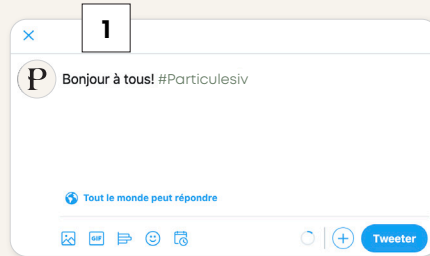 1
P
Bonjour à tous! #Particulesiv
Tout le monde peut répondre
GIF
Tweeter